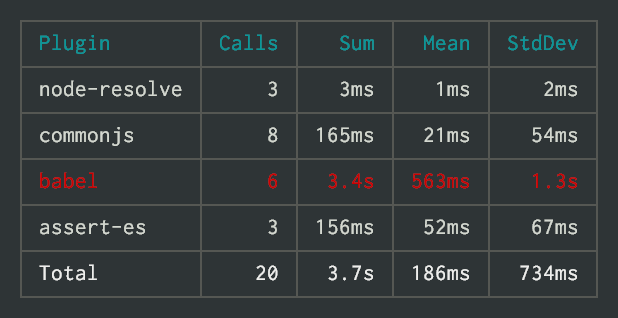 Plugin Calls Sum Mean StdDev
node-resolve 3 3ms 1ms 2ms
commonjs 8 165ms 21ms 54ms
babel 6 3.4s 563ms 1.3s
assert-es 3 156ms 52ms 67ms
Total 20 3.7s 186ms 734ms